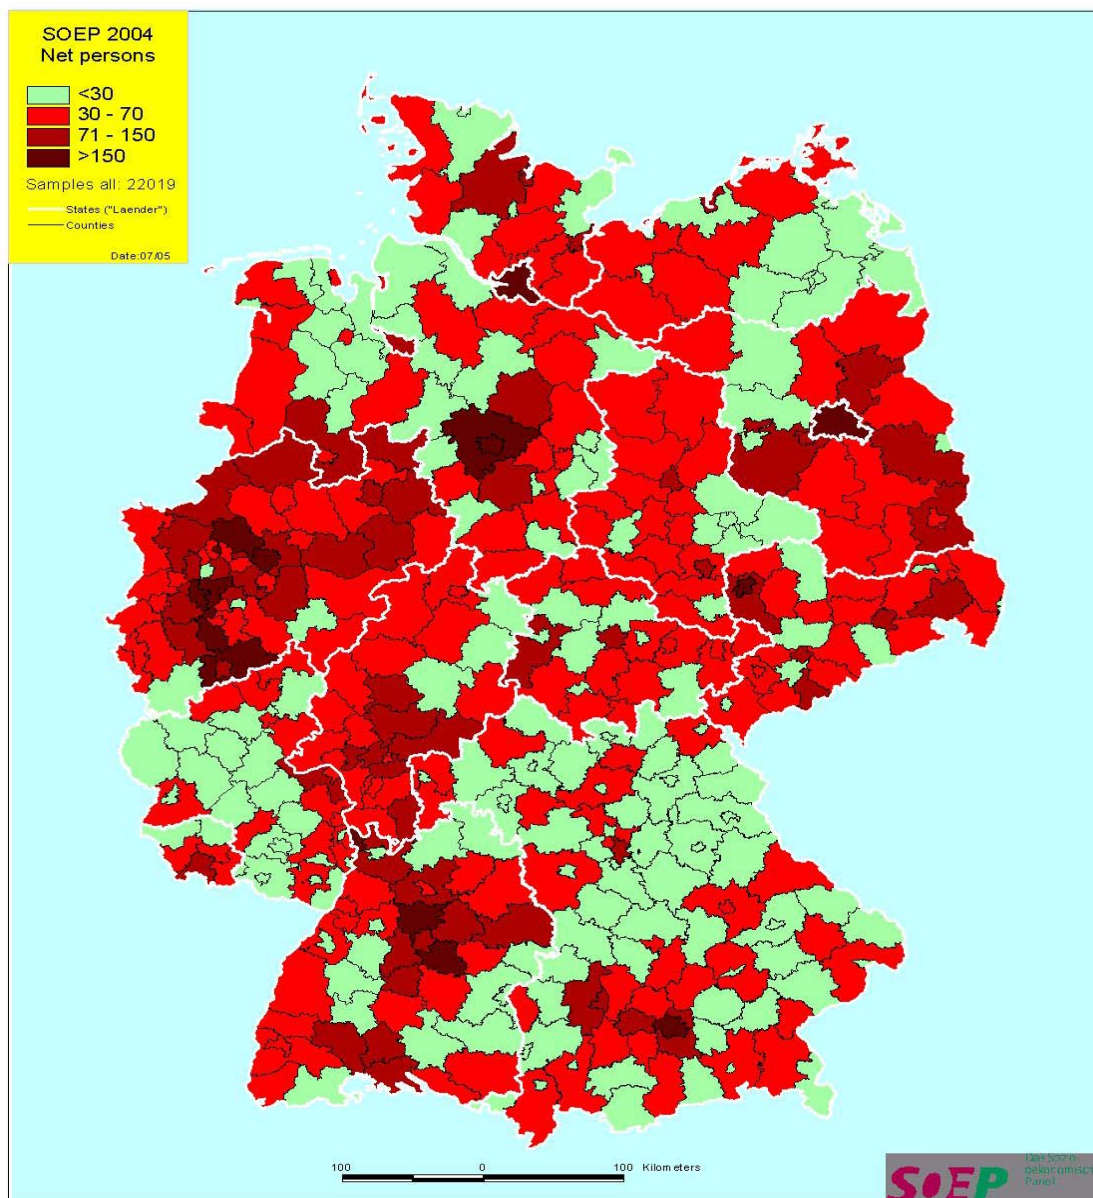 SOEP 2004
Net persons
<30
30 - 70
71 - 150
>150
Samples all: 22019
States ("Laender")
Counties
Date:07/05
100 0 100 Kilometers
SOEP
Panel